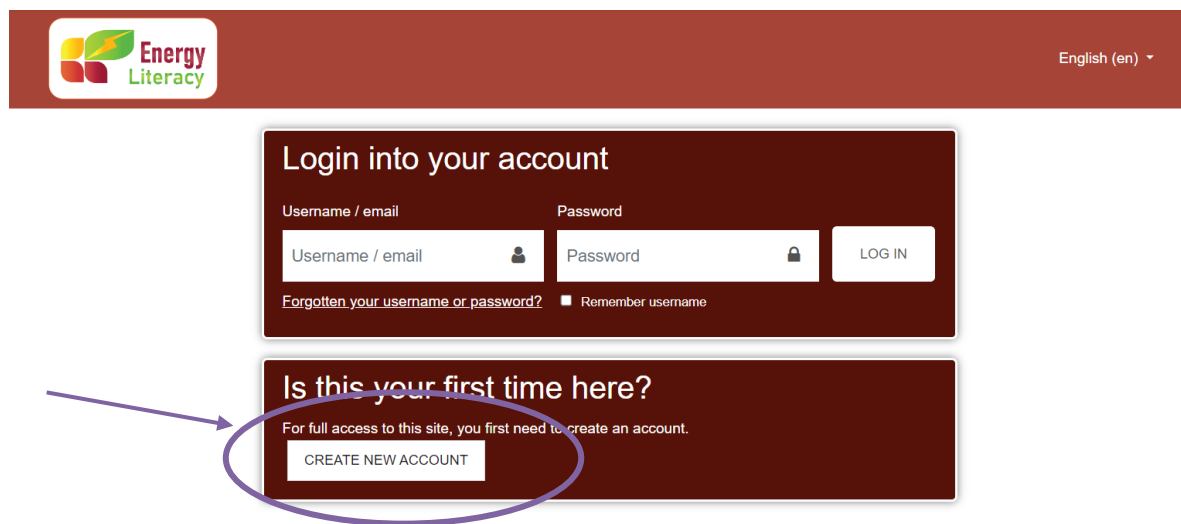 Energy
Literacy
English (en)
Login into your account
Username / email Password
Username / email Password LOG IN
Forgotten your username or password? Remember username
Is this your first time here?
For full access to this site, you first need to create an account.
CREATE NEW ACCOUNT